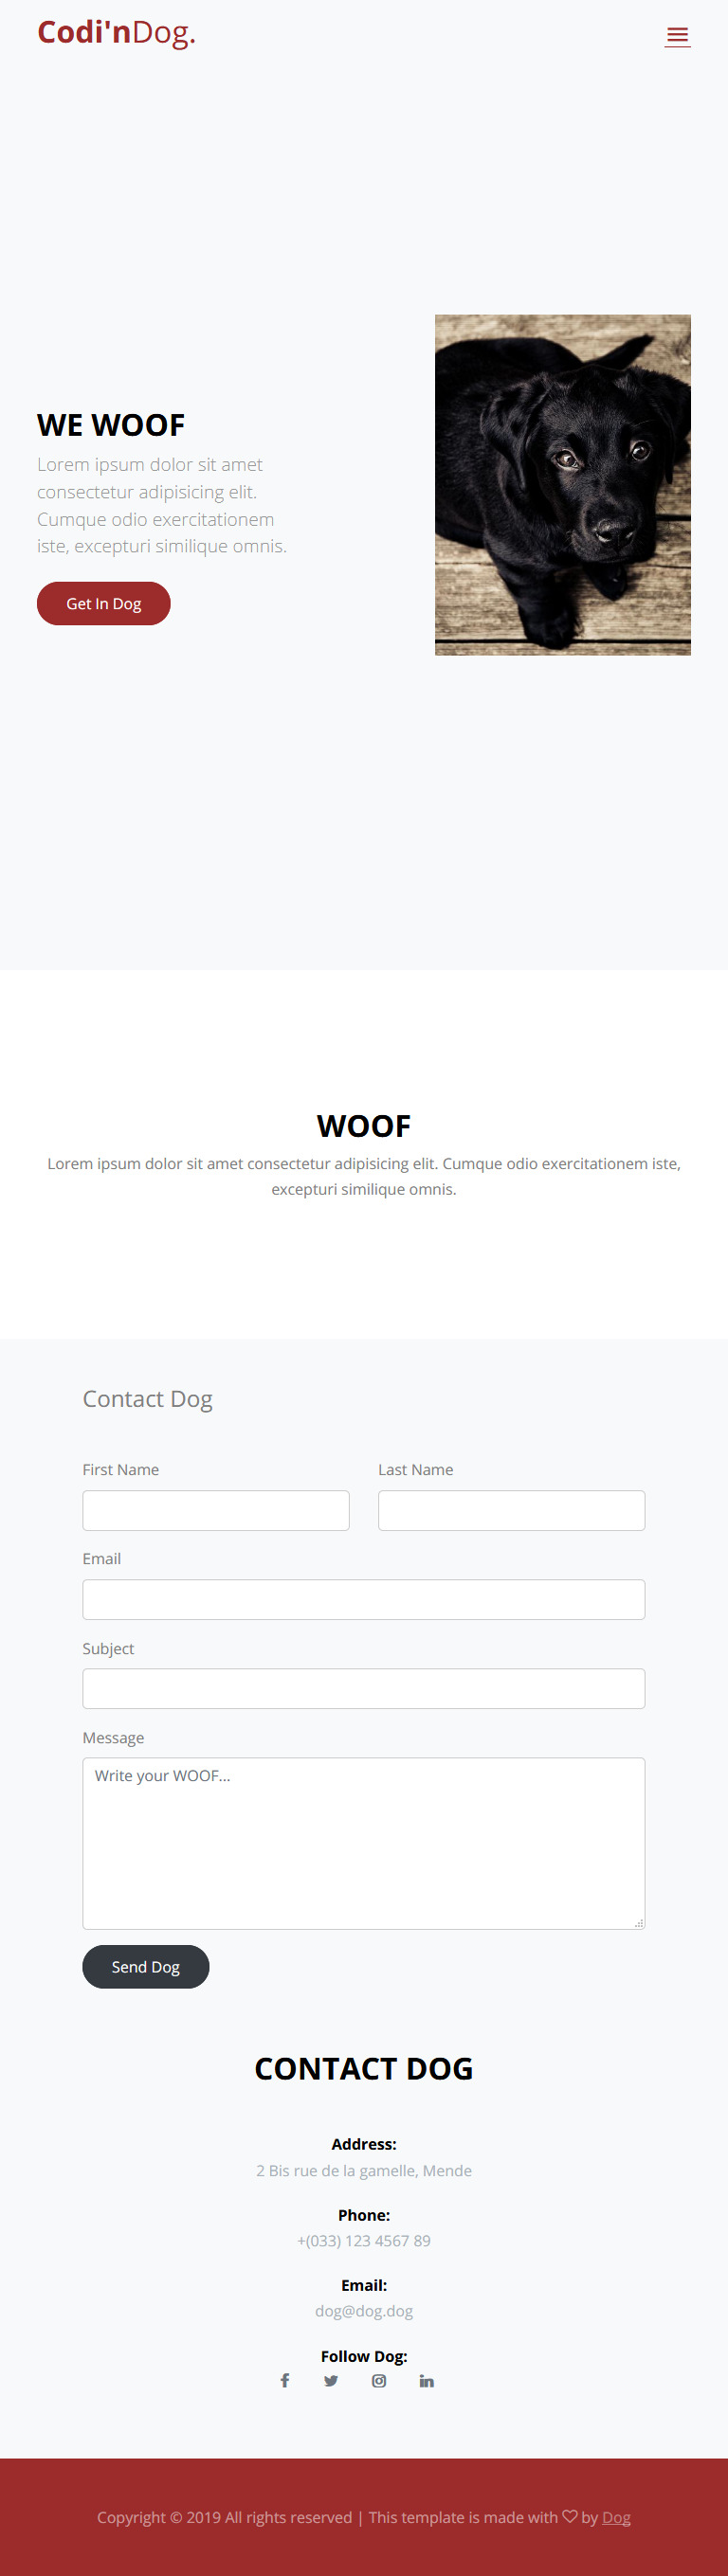 Codi'nDog.
WE WOOF
Lorem ipsum dolor sit amet
consectetur adipisicing elit.
Cumque odio exercitationem
iste, excepturi similique omnis.
Get In Dog
WOOF
Lorem ipsum dolor sit amet consectetur adipisicing elit. Cumque odio exercitationem iste,
excepturi similique omnis.
Contact Dog
First Name Last Name
Email
Subject
Message
Write your WOOF...
Send Dog
CONTACT DOG
Address:
2 Bis rue de la gamelle, Mende
Phone:
+(033) 123 4567 89
Email:
dog@dog.dog
Follow Dog:
Copyright © 2019 All rights reserved | This template is made with ♡ by Dog